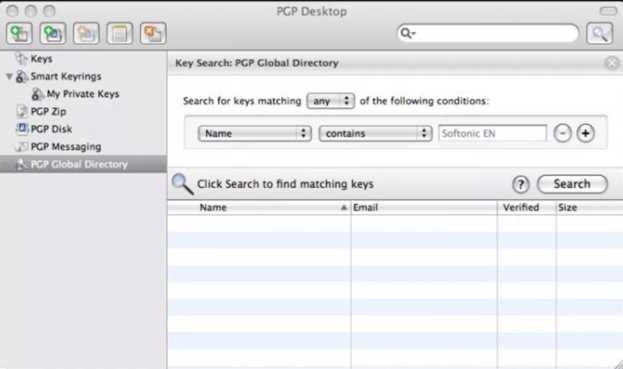 PGP Desktop
Keys
Smart Keyrings
My Private Keys
PGP Zip
PGP Disk
PGP Messaging
PGP Global Directory
Key Search: PGP Global Directory
Search for keys matching any of the following conditions:
Name contains Softonic EN
Click Search to find matching keys ? Search
Name Email Verified Size